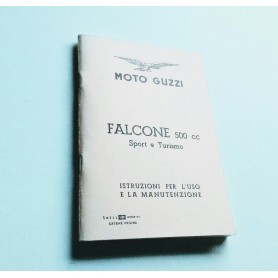 MOTO GUZZI
FALCONE 500 cc
Sport e Turismo
ISTRUZIONI PER L'USO
E LA MANUTENZIONE